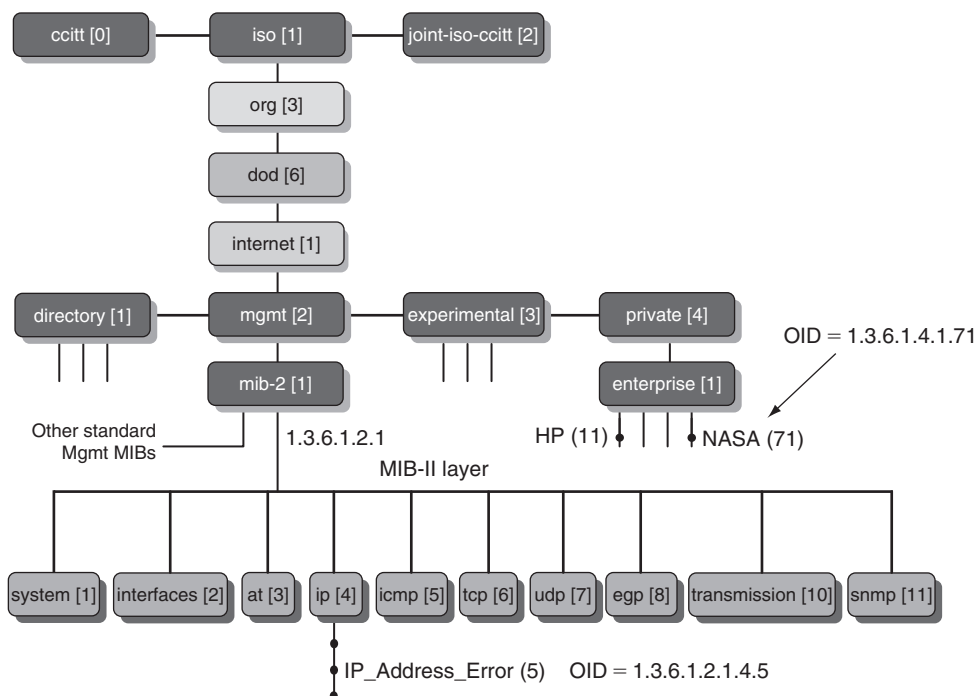 ccitt [0]
iso [1]
joint-iso-ccitt [2]
org [3]
dod [6]
internet [1]
directory [1]
mgmt [2]
experimental [3]
private [4]
OID = 1.3.6.1.4.1.71
mib-2 [1]
enterprise [1]
Other standard
Mgmt MIBs
1.3.6.1.2.1
HP (11)
NASA (71)
MIB-II layer
system [1]
interfaces [2]
at [3]
ip [4]
icmp [5]
tcp [6]
udp [7]
egp [8]
transmission [10]
snmp [11]
IP_Address_Error (5)
OID = 1.3.6.1.2.1.4.5